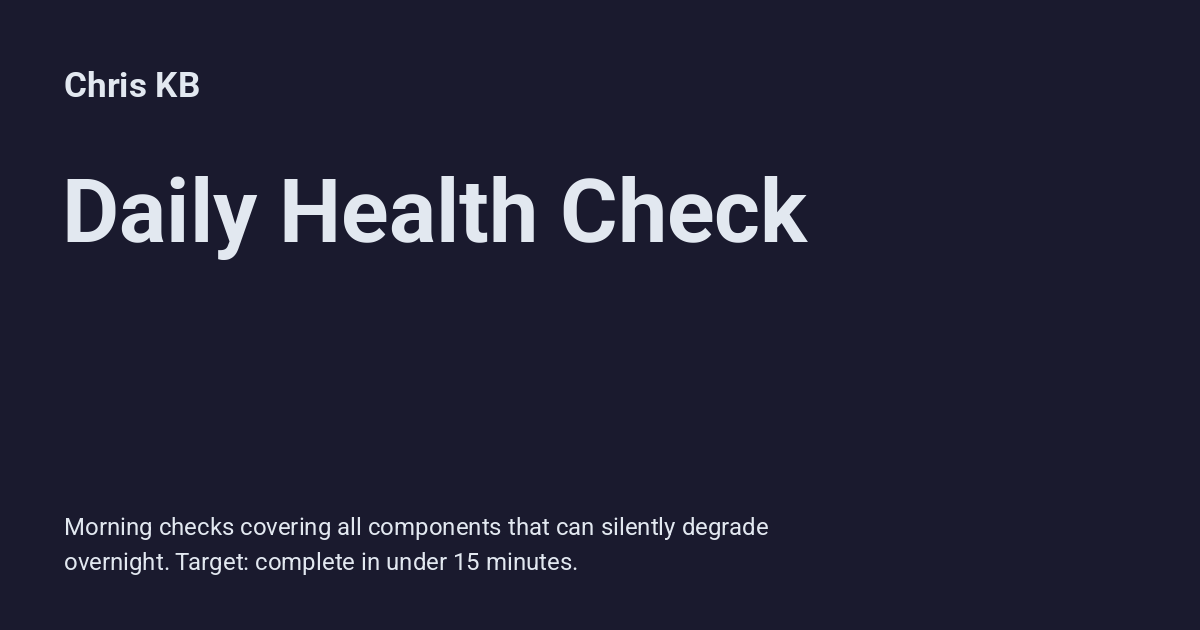 Chris KB
Daily Health Check
Morning checks covering all components that can silently degrade
overnight. Target: complete in under 15 minutes.